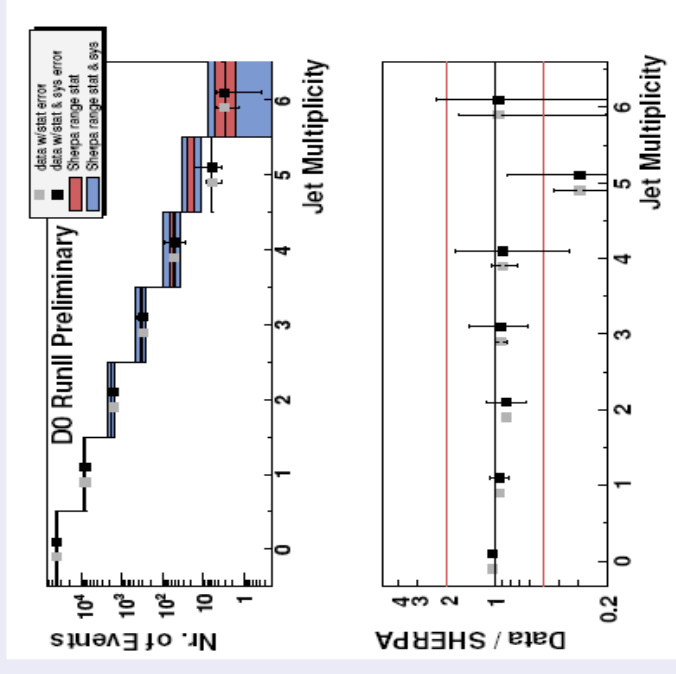 D0 RunII Preliminary
data w/stat error
data w/stat & sys error
Sherpa range stat
Sherpa range stat & sys
Nr. of Events
10⁴
10³
10²
10
1
0 1 2 3 4 5 6
Jet Multiplicity
Data / SHERPA
4
3
2
1
0.2
0 1 2 3 4 5 6
Jet Multiplicity